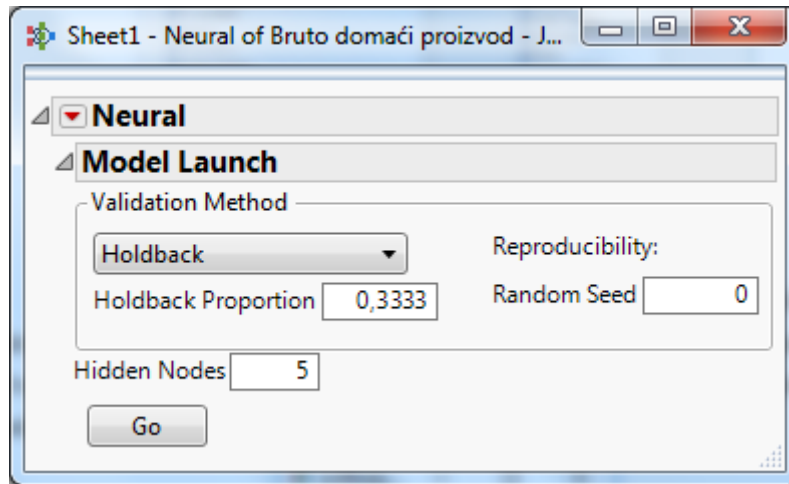 Sheet1 - Neural of Bruto domaći proizvod - J...
Neural
Model Launch
Validation Method
Holdback
Reproducibility:
Holdback Proportion 0,3333
Random Seed 0
Hidden Nodes 5
Go